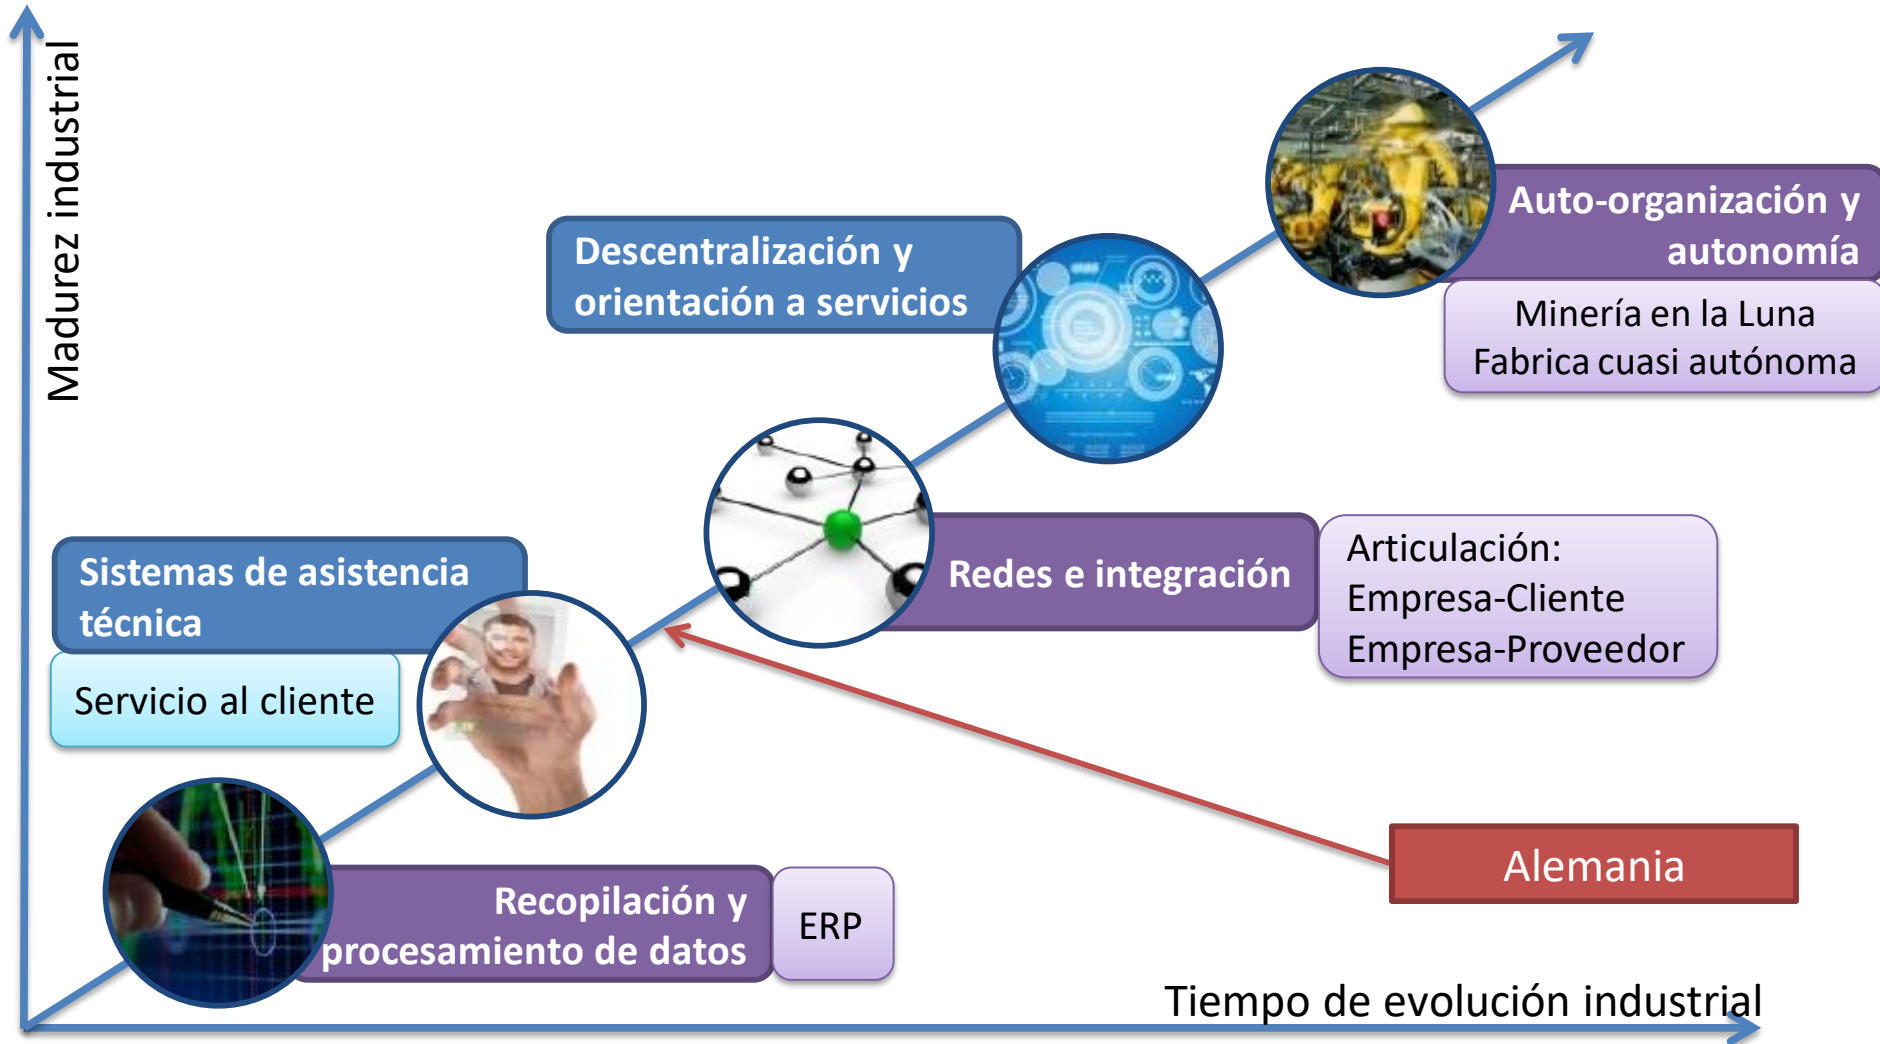 Madurez industrial
Auto-organización y
autonomía
Minería en la Luna
Fabrica cuasi autónoma
Descentralización y
orientación a servicios
Redes e integración
Articulación:
Empresa-Cliente
Empresa-Proveedor
Sistemas de asistencia
técnica
Servicio al cliente
Alemania
Recopilación y
procesamiento de datos
ERP
Tiempo de evolución industrial